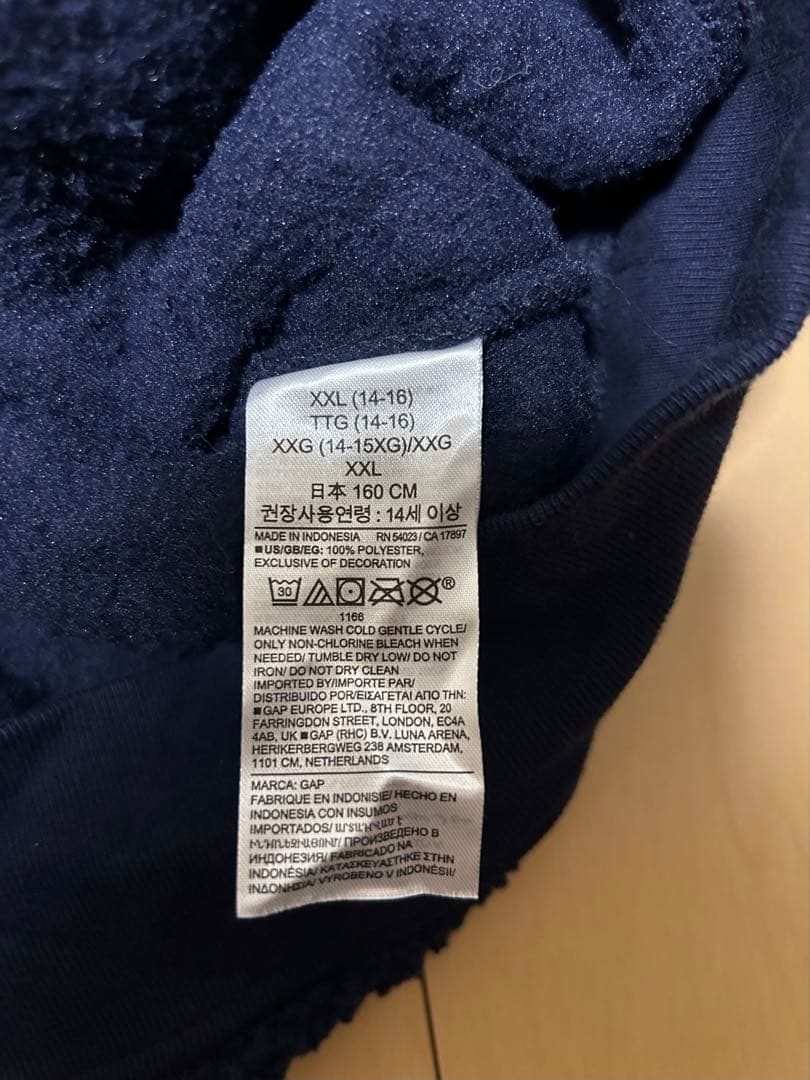 XXL (14-16)
TTG (14-16)
XXG (14-15XG)/XXG
XXL
日本 160 CM
권장사용연령 : 14세 이상
MADE IN INDONESIA RN 54023 / CA 17897
■ US/GB/EG: 100% POLYESTER,
EXCLUSIVE OF DECORATION
30 ®
1166
MACHINE WASH COLD GENTLE CYCLE/
ONLY NON-CHLORINE BLEACH WHEN
NEEDED/ TUMBLE DRY LOW/ DO NOT
IRON/ DO NOT DRY CLEAN
IMPORTED BY/IMPORTE PAR/
DISTRIBUIDO POR/ΕΙΣΑΓΕΤΑΙ ΑΠΟ ΤΗΝ:
■ GAP EUROPE LTD., 8TH FLOOR, 20
FARRINGDON STREET, LONDON, EC4A
4AB, UK ■ GAP (RHC) B.V. LUNA ARENA,
HERIKERBERGWEG 238 AMSTERDAM,
1101 CM, NETHERLANDS
MARCA: GAP
FABRIQUE EN INDONISIE/ HECHO EN
INDONESIA CON INSUMOS
IMPORTADOS/
ПРОИЗВЕДЕНО В
ИНДОНЕЗИЯ/ FABRICADO NA
INDONÉSIA/ ΚΑΤΑΣΚΕΥΑΣΤΗΚΕ ΣΤΗΝ
ΙΝΔΟΝΗΣΙΑ/ VYROBENO V INDONÉSII/